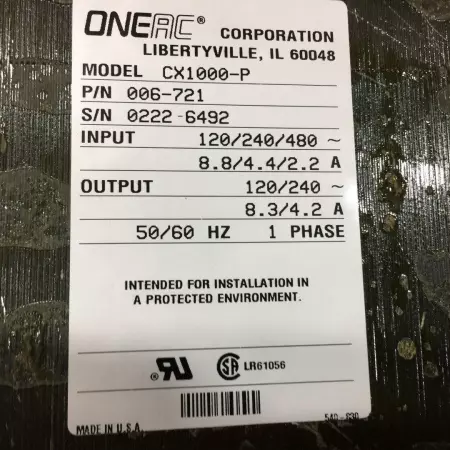 ONEAC® CORPORATION
LIBERTYVILLE, IL 60048
MODEL CX1000-P
P/N 006-721
S/N 0222-6492
INPUT 120/240/480 ~
8.8/4.4/2.2 A
OUTPUT 120/240 ~
8.3/4.2 A
50/60 HZ 1 PHASE
INTENDED FOR INSTALLATION IN
A PROTECTED ENVIRONMENT.
® LR61056
MADE IN U.S.A.